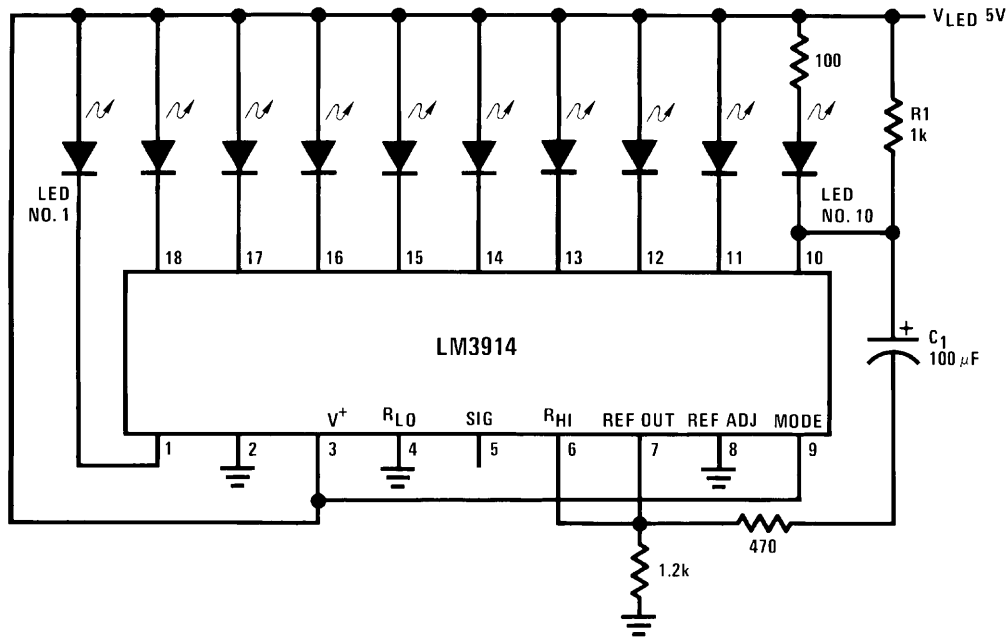 VLED 5V
100
R1
1k
LED
NO. 1
LED
NO. 10
18 17 16 15 14 13 12 11 10
LM3914
C1
100 μF
+
V+ RLO SIG RHI REF OUT REF ADJ MODE
1 2 3 4 5 6 7 8 9
470
1.2k